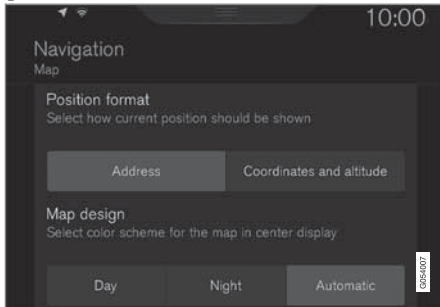 10:00
Navigation
Map
Position format
Select how current position should be shown
Address
Coordinates and altitude
Map design
Select color scheme for the map in center display
Day
Night
Automatic
G054007